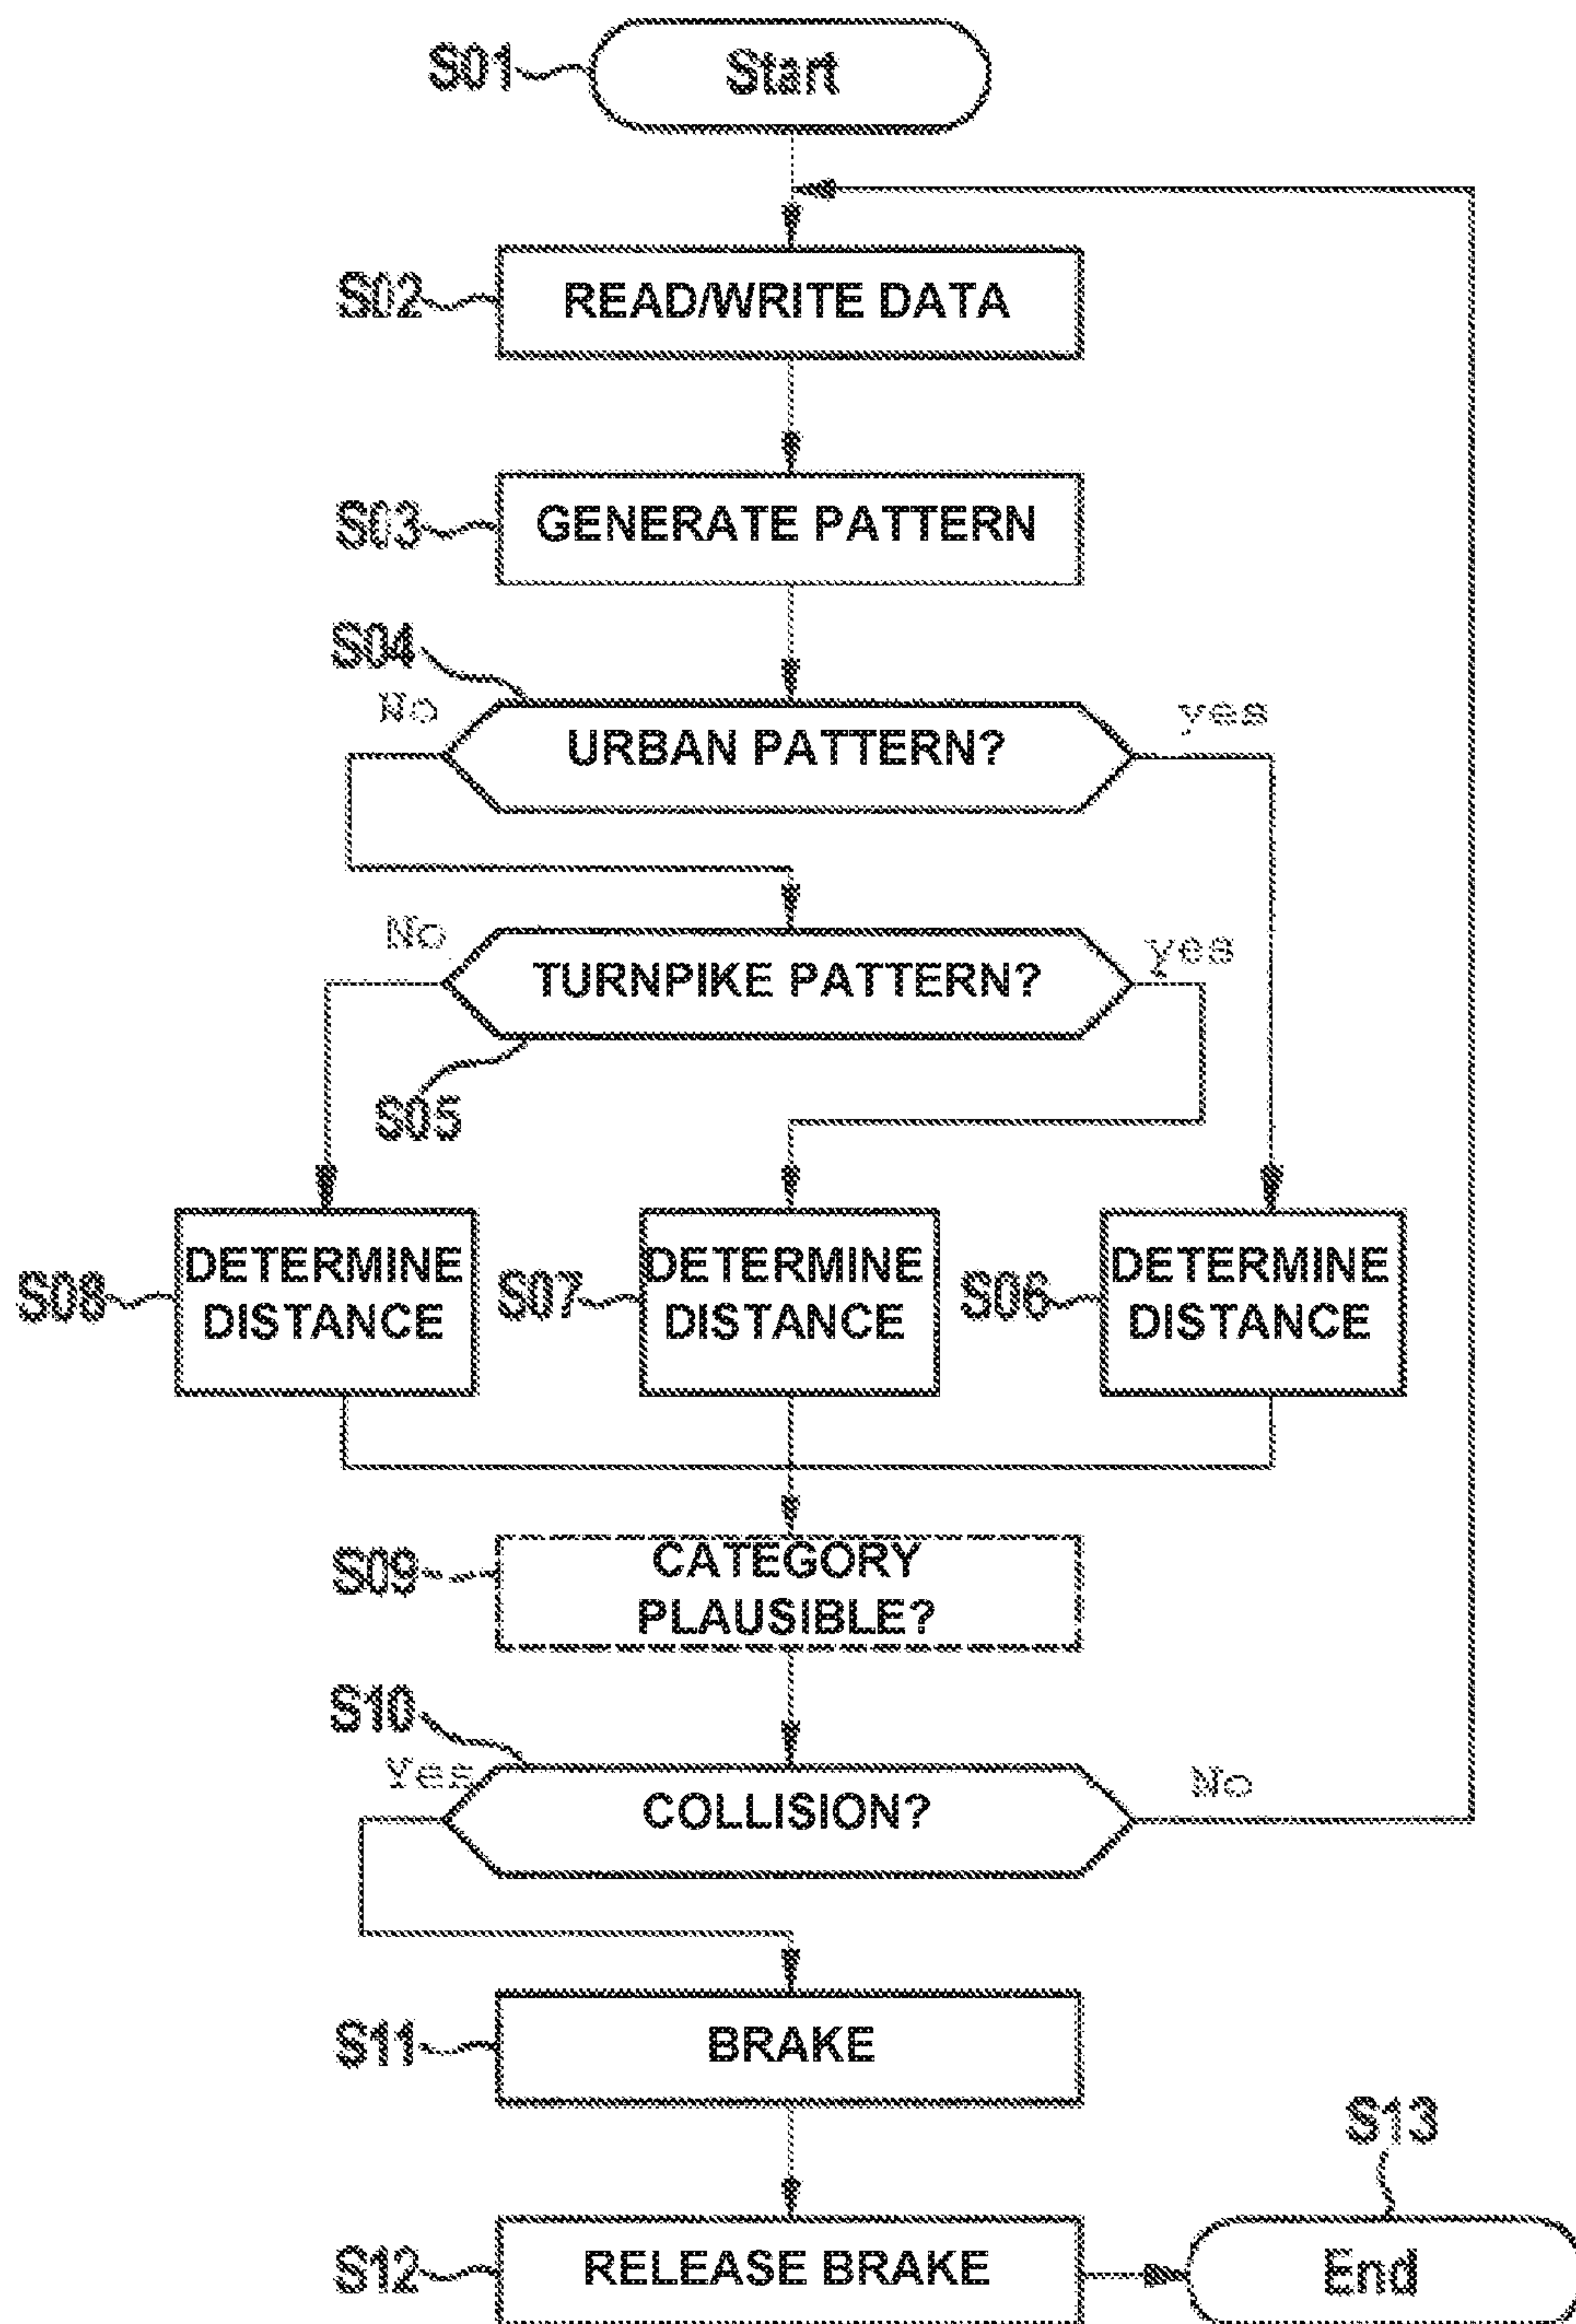 S01
Start
S02
READ/WRITE DATA
S03
GENERATE PATTERN
S04
No
yes
URBAN PATTERN?
No
yes
TURNPIKE PATTERN?
S05
S08
DETERMINE
DISTANCE
S07
DETERMINE
DISTANCE
S06
DETERMINE
DISTANCE
S09
CATEGORY
PLAUSIBLE?
S10
Yes
No
COLLISION?
S11
BRAKE
S13
S12
RELEASE BRAKE
End